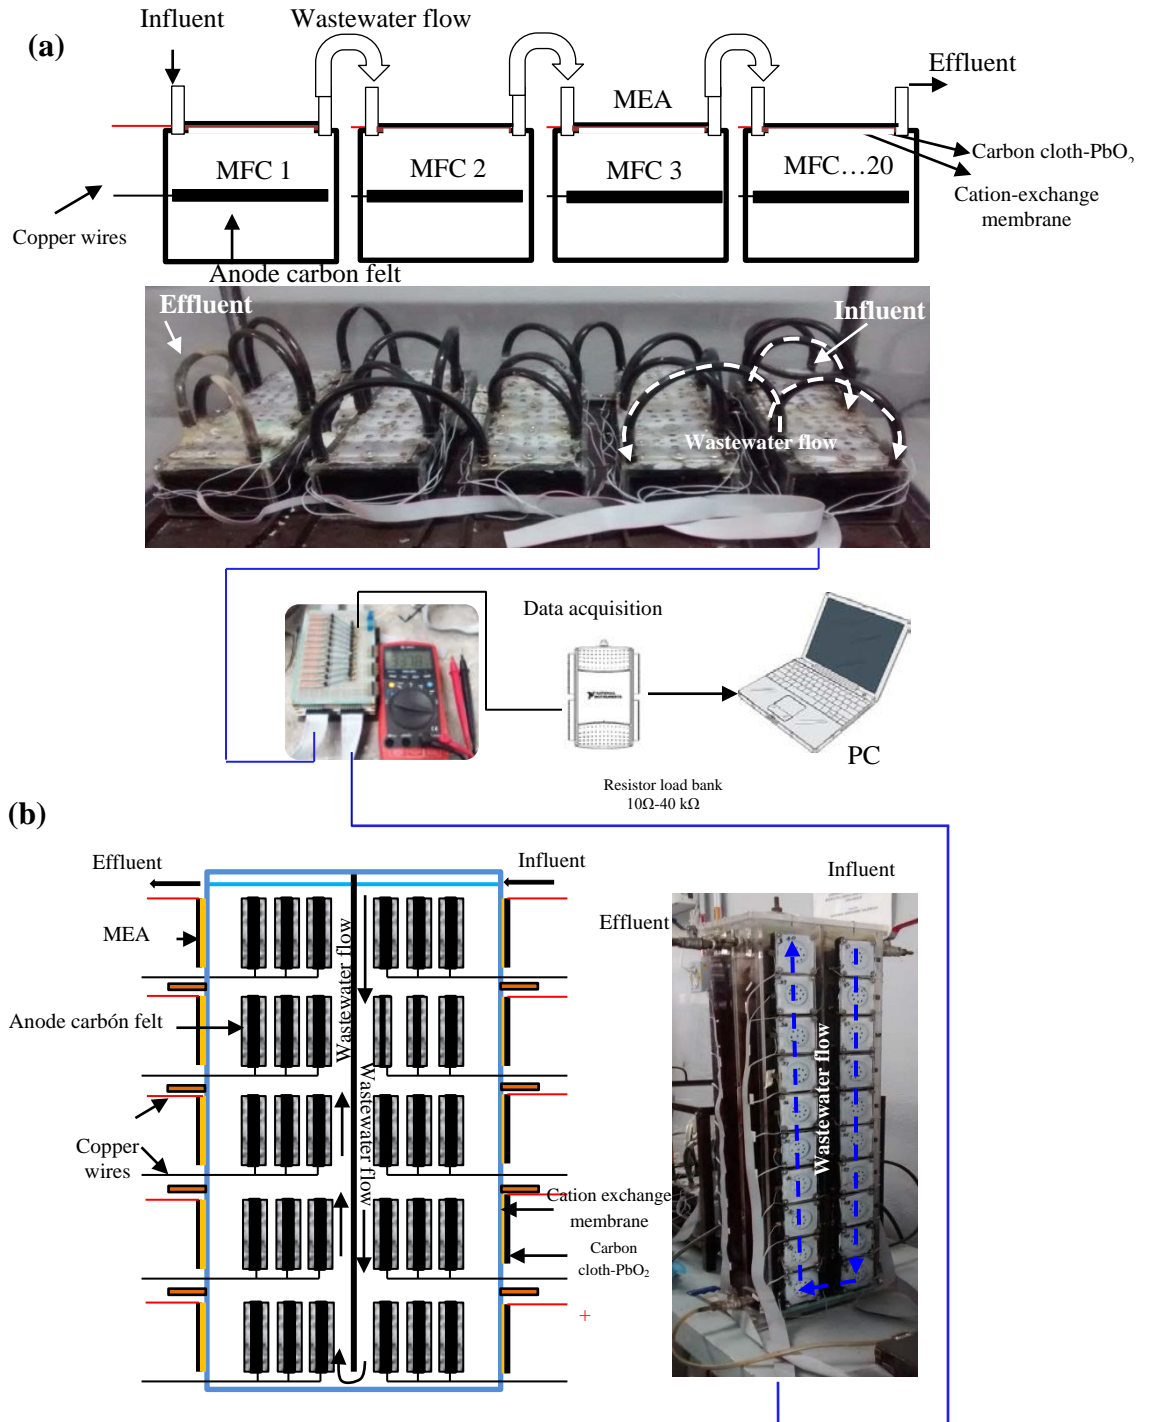 (a)
Influent
Wastewater flow
Effluent
MEA
MFC 1
MFC 2
MFC 3
MFC...20
Carbon cloth-PbO2
Cation-exchange
membrane
Copper wires
Anode carbon felt
Effluent
Influent
Wastewater flow
Data acquisition
NATIONAL
INSTRUMENTS
PC
Resistor load bank
10Ω-40 kΩ
(b)
Effluent
Influent
MEA
Wastewater flow
Anode carbón felt
Wastewater flow
Copper
wires
Cation exchange
membrane
Carbon
cloth-PbO2
+
Influent
Effluent
Wastewater flow